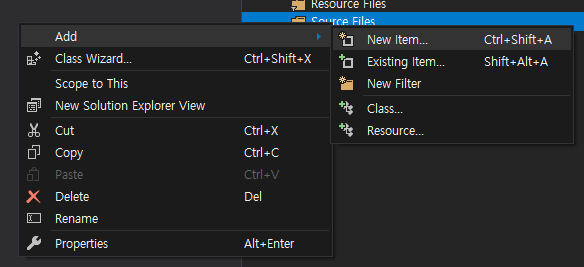 Resource Files
Source Files
Add
Class Wizard... Ctrl+Shift+X
Scope to This
New Solution Explorer View
Cut Ctrl+X
Copy Ctrl+C
Paste Ctrl+V
Delete Del
Rename
Properties Alt+Enter
New Item... Ctrl+Shift+A
Existing Item... Shift+Alt+A
New Filter
Class...
Resource...